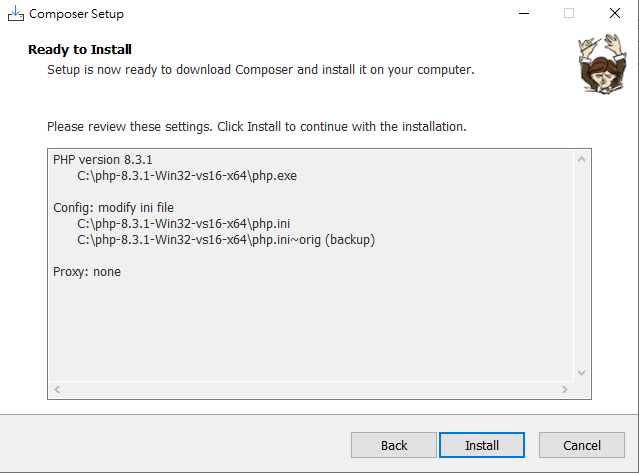 Composer Setup
Ready to Install
Setup is now ready to download Composer and install it on your computer.
Please review these settings. Click Install to continue with the installation.
PHP version 8.3.1
C:\php-8.3.1-Win32-vs16-x64\php.exe
Config: modify ini file
C:\php-8.3.1-Win32-vs16-x64\php.ini
C:\php-8.3.1-Win32-vs16-x64\php.ini~orig (backup)
Proxy: none
Back
Install
Cancel